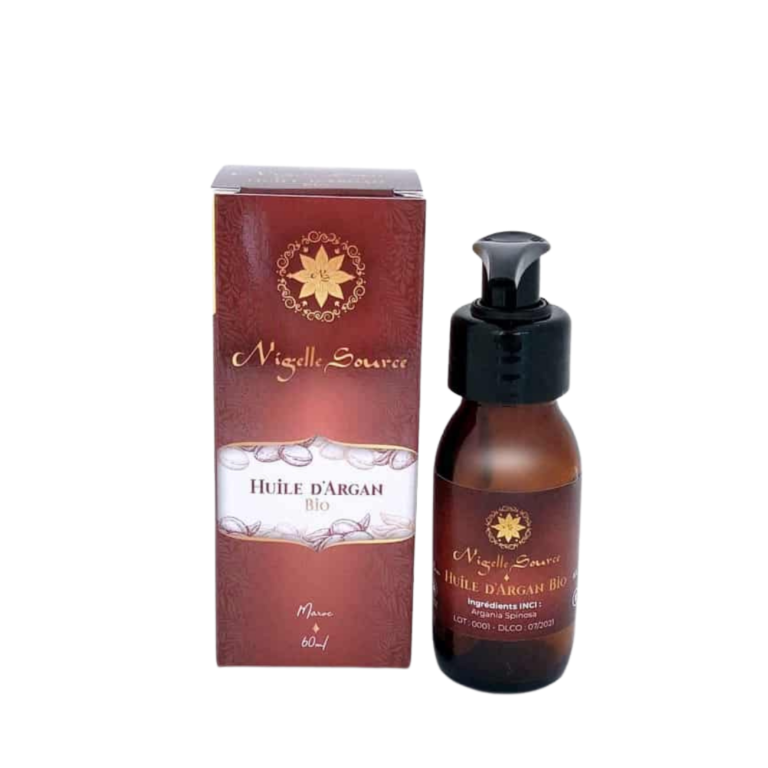 Nigelle Source
HUILE D'ARGAN
BIO
Maroc
60ml
Nigelle Source
HUILE D'ARGAN BIO
Ingrédients INCI :
Argania Spinosa
LOT : 0001 - DLCO : 07/2021